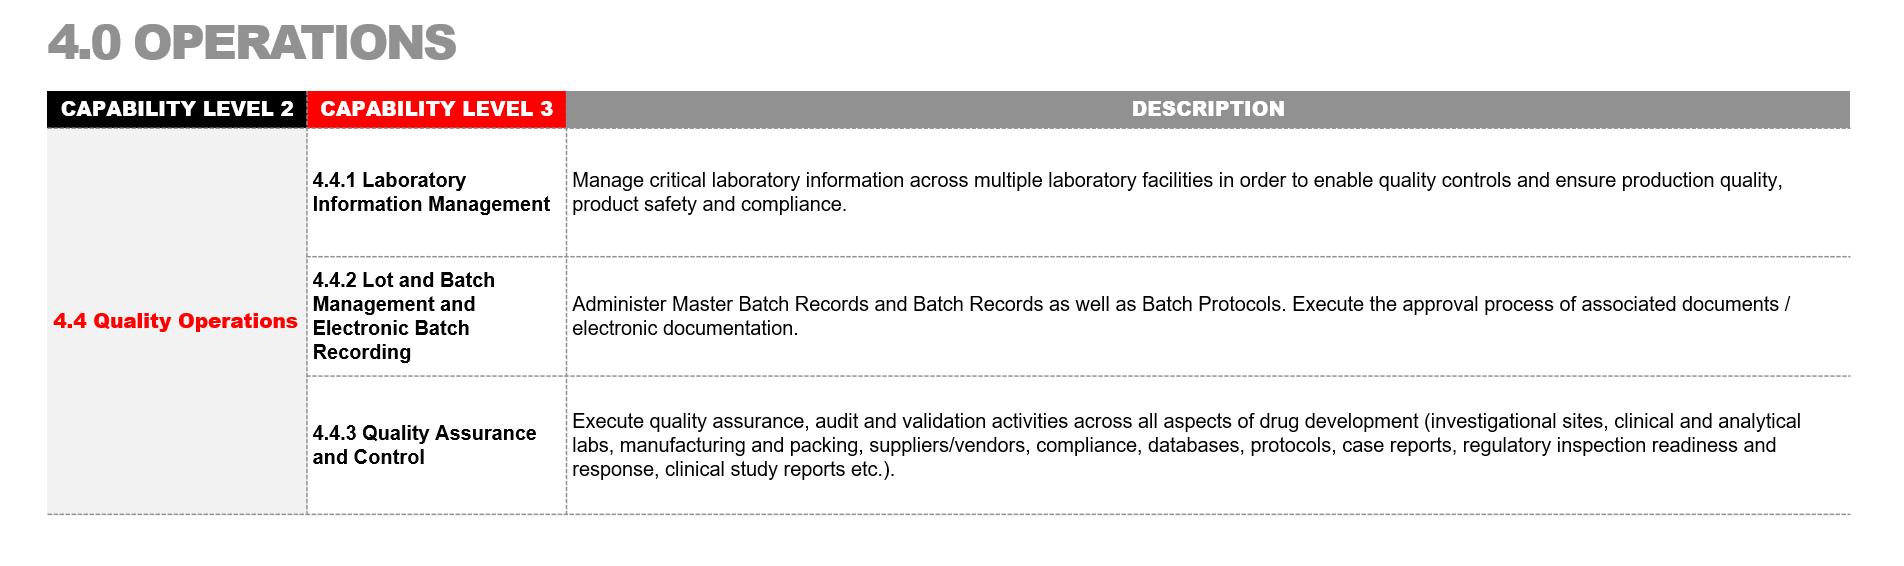 4.0 OPERATIONS
CAPABILITY LEVEL 2
CAPABILITY LEVEL 3
DESCRIPTION
4.4 Quality Operations
4.4.1 Laboratory
Information Management
Manage critical laboratory information across multiple laboratory facilities in order to enable quality controls and ensure production quality,
product safety and compliance.
4.4.2 Lot and Batch
Management and
Electronic Batch
Recording
Administer Master Batch Records and Batch Records as well as Batch Protocols. Execute the approval process of associated documents /
electronic documentation.
4.4.3 Quality Assurance
and Control
Execute quality assurance, audit and validation activities across all aspects of drug development (investigational sites, clinical and analytical
labs, manufacturing and packing, suppliers/vendors, compliance, databases, protocols, case reports, regulatory inspection readiness and
response, clinical study reports etc.).